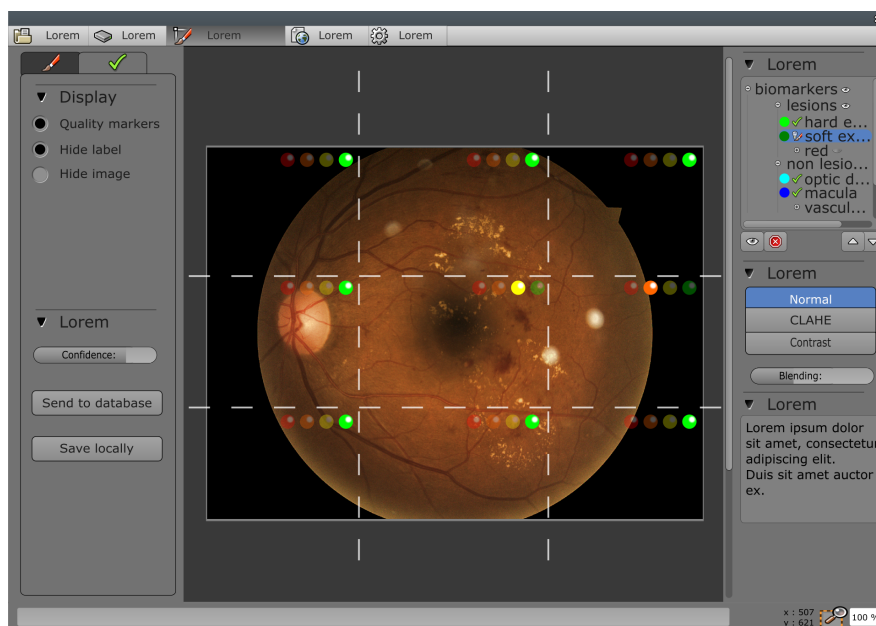 Lorem Lorem Lorem Lorem Lorem
Display
Quality markers
Hide label
Hide image
Lorem
Confidence:
Send to database
Save locally
Lorem
biomarkers
lesions
hard e...
soft ex...
red
non lesio...
optic d...
macula
vascul...
Lorem
Normal
CLAHE
Contrast
Blending:
Lorem
Lorem ipsum dolor
sit amet, consectetur
adipiscing elit.
Duis sit amet auctor
ex.
x : 507
y : 621
100 %